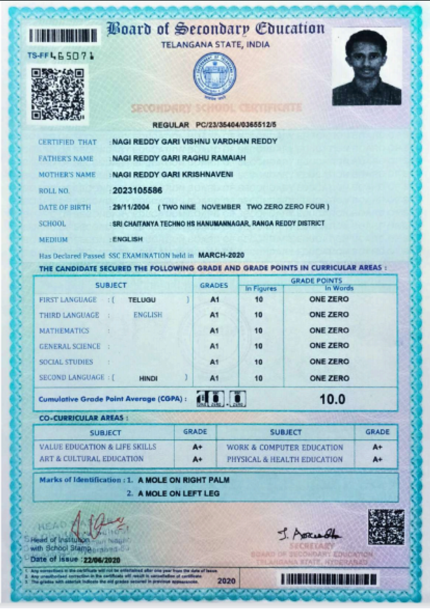 Board of Secondary Education
TELANGANA STATE, INDIA
TS-FF 465071
SECONDARY SCHOOL CERTIFICATE
REGULAR PC/23/35404/0365512/5
CERTIFIED THAT : NAGI REDDY GARI VISHNU VARDHAN REDDY
FATHER'S NAME : NAGI REDDY GARI RAGHU RAMAIAH
MOTHER'S NAME : NAGI REDDY GARI KRISHNAVENI
ROLL NO. : 2023105586
DATE OF BIRTH : 29/11/2004 ( TWO NINE NOVEMBER TWO ZERO ZERO FOUR )
SCHOOL : SRI CHAITANYA TECHNO HS HANUMANNAGAR, RANGA REDDY DISTRICT
MEDIUM : ENGLISH
Has Declared Passed SSC EXAMINATION held in MARCH-2020
THE CANDIDATE SECURED THE FOLLOWING GRADE AND GRADE POINTS IN CURRICULAR AREAS :
SUBJECT GRADES GRADE POINTS
In Figures In Words
FIRST LANGUAGE : [ TELUGU ] A1 10 ONE ZERO
THIRD LANGUAGE : ENGLISH A1 10 ONE ZERO
MATHEMATICS : A1 10 ONE ZERO
GENERAL SCIENCE : A1 10 ONE ZERO
SOCIAL STUDIES : A1 10 ONE ZERO
SECOND LANGUAGE : [ HINDI ] A1 10 ONE ZERO
Cumulative Grade Point Average (CGPA) : 10.0
CO-CURRICULAR AREAS :
SUBJECT GRADE SUBJECT GRADE
VALUE EDUCATION & LIFE SKILLS A+ WORK & COMPUTER EDUCATION A+
ART & CULTURAL EDUCATION A+ PHYSICAL & HEALTH EDUCATION A+
Marks of Identification : 1. A MOLE ON RIGHT PALM
2. A MOLE ON LEFT LEG
HEAD
Head of Institution
with School Stamp
SECRETARY
BOARD OF SECONDARY EDUCATION
TELANGANA STATE, HYDERABAD
Date of Issue : 22/06/2020
2020